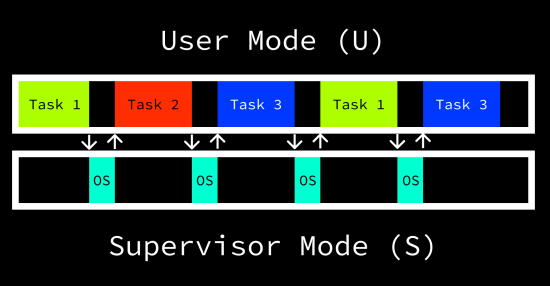 User Mode (U)
Task 1 Task 2 Task 3 Task 1 Task 3
OS OS OS OS
Supervisor Mode (S)